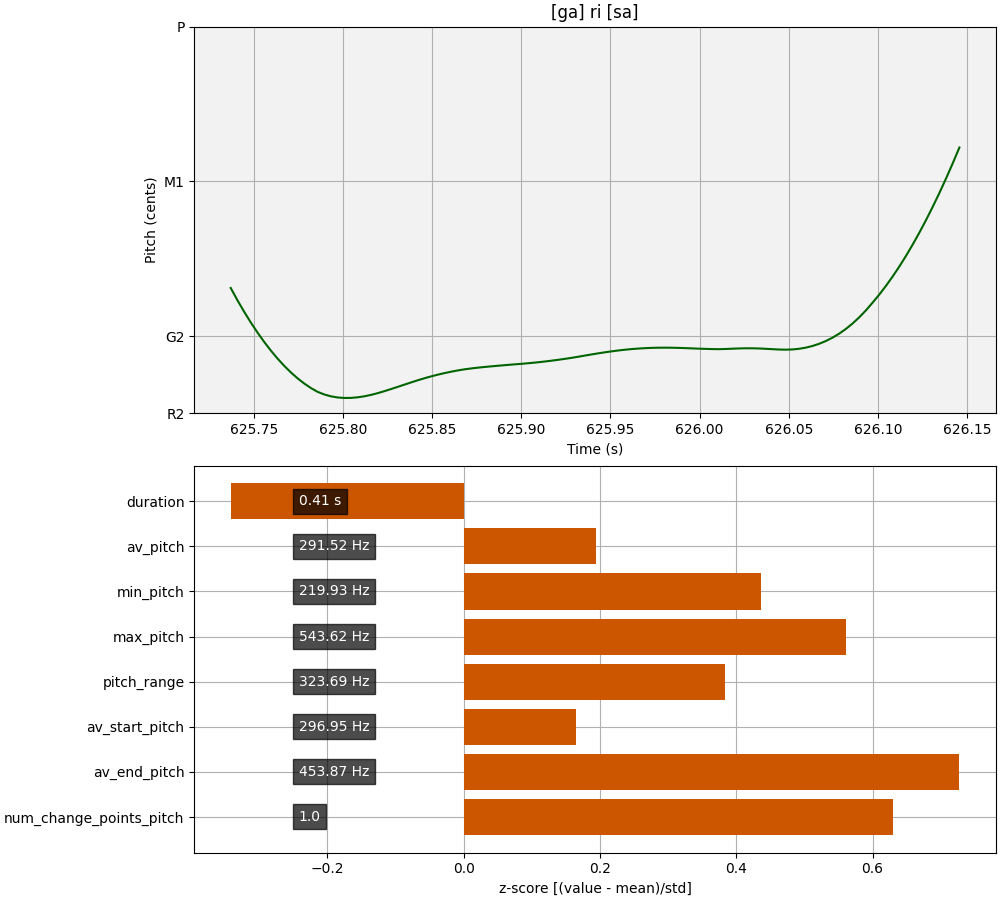 [ga] ri [sa]
P
M1
G2
R2
Pitch (cents)
625.75 625.80 625.85 625.90 625.95 626.00 626.05 626.10 626.15
Time (s)
duration 0.41 s
av_pitch 291.52 Hz
min_pitch 219.93 Hz
max_pitch 543.62 Hz
pitch_range 323.69 Hz
av_start_pitch 296.95 Hz
av_end_pitch 453.87 Hz
num_change_points_pitch 1.0
−0.2 0.0 0.2 0.4 0.6
z-score [(value - mean)/std]